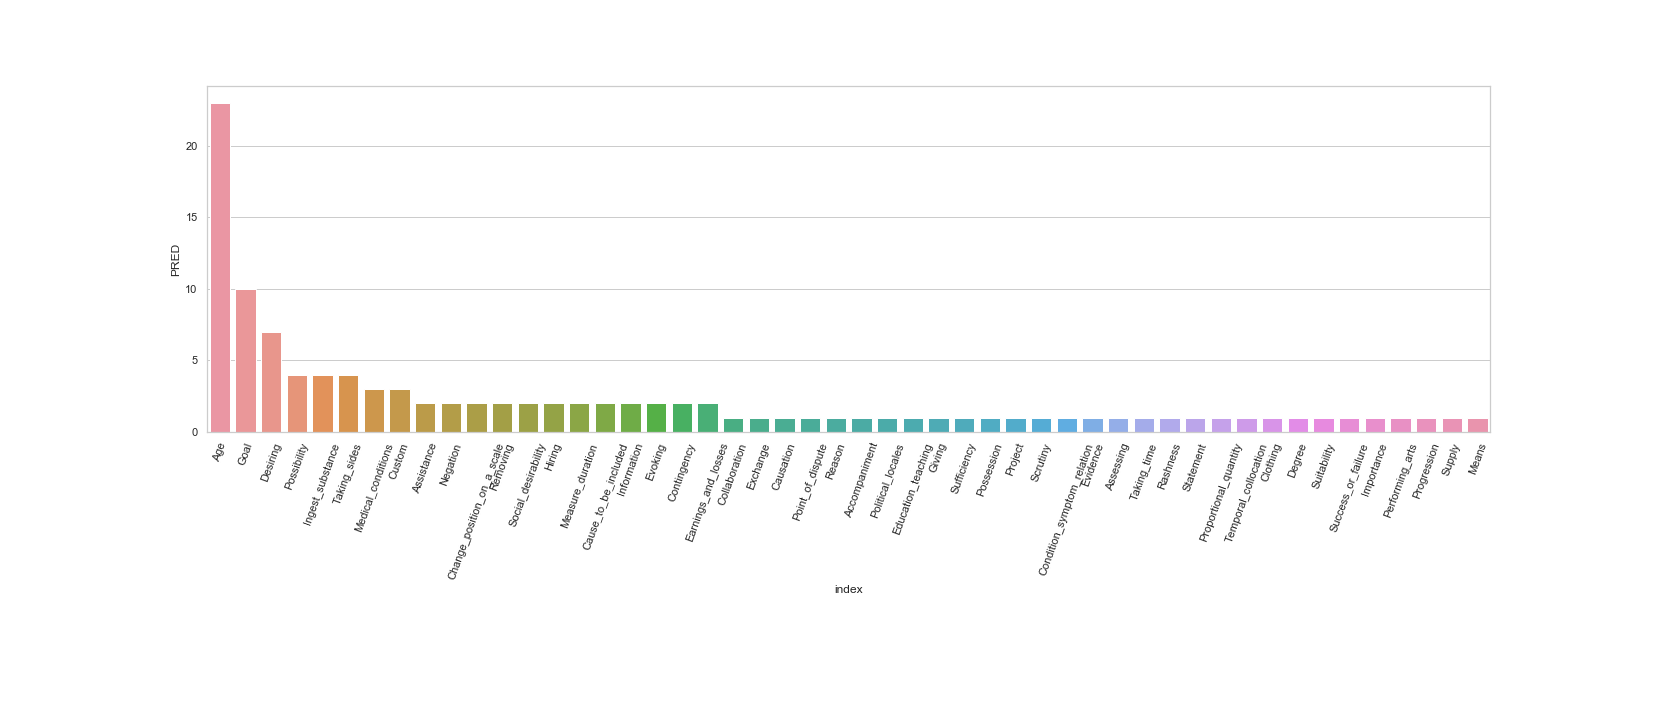 PRED
20
15
10
5
0
Age
Goal
Desiring
Possibility
Ingest_substance
Taking_sides
Medical_conditions
Custom
Assistance
Negation
Change_position_on_a_scale
Removing
Social_desirability
Hiring
Measure_duration
Cause_to_be_included
Information
Evoking
Contingency
Earnings_and_losses
Collaboration
Exchange
Causation
Point_of_dispute
Reason
Accompaniment
Political_locales
Education_teaching
Giving
Sufficiency
Possession
Project
Scrutiny
Condition_symptom_relation
Evidence
Assessing
Taking_time
Rashness
Statement
Proportional_quantity
Temporal_collocation
Clothing
Degree
Suitability
Success_or_failure
Importance
Performing_arts
Progression
Supply
Means
index